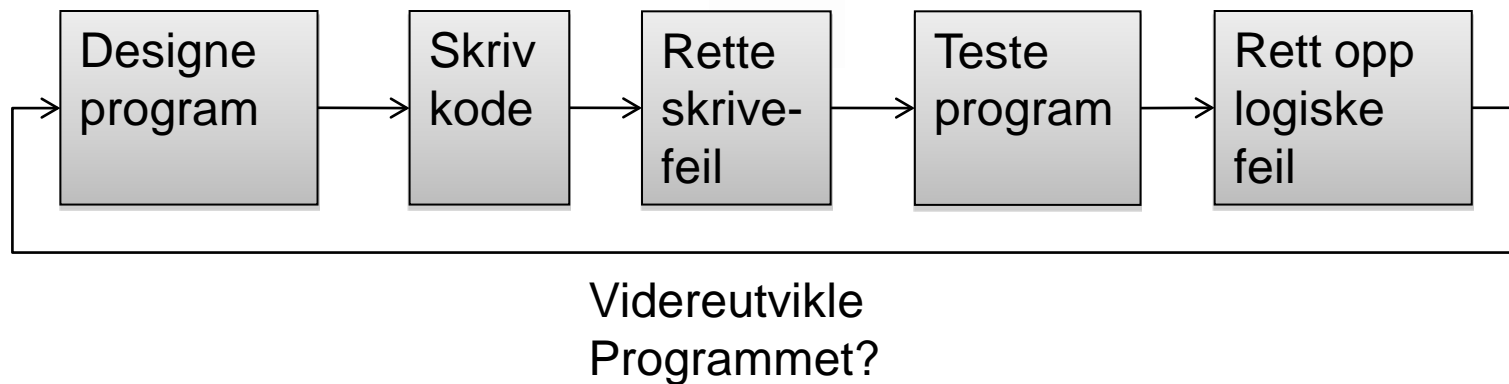 Designe
program
Skriv
kode
Rette
skrive-
feil
Teste
program
Rett opp
logiske
feil
Videreutvikle
Programmet?